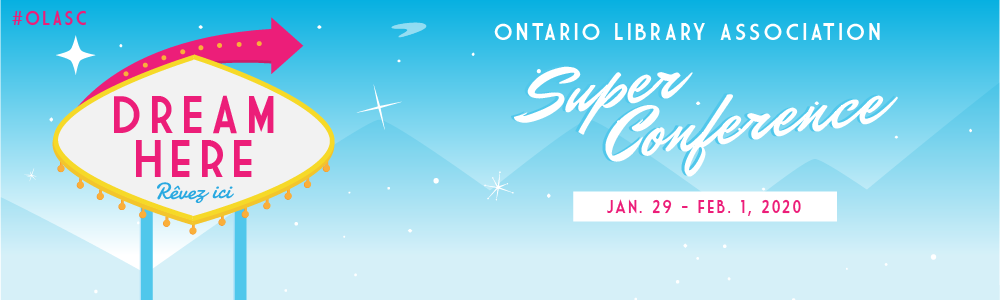 #OLASC
DREAM
HERE
Rêvez ici
ONTARIO LIBRARY ASSOCIATION
Super
Conference
JAN. 29 - FEB. 1, 2020